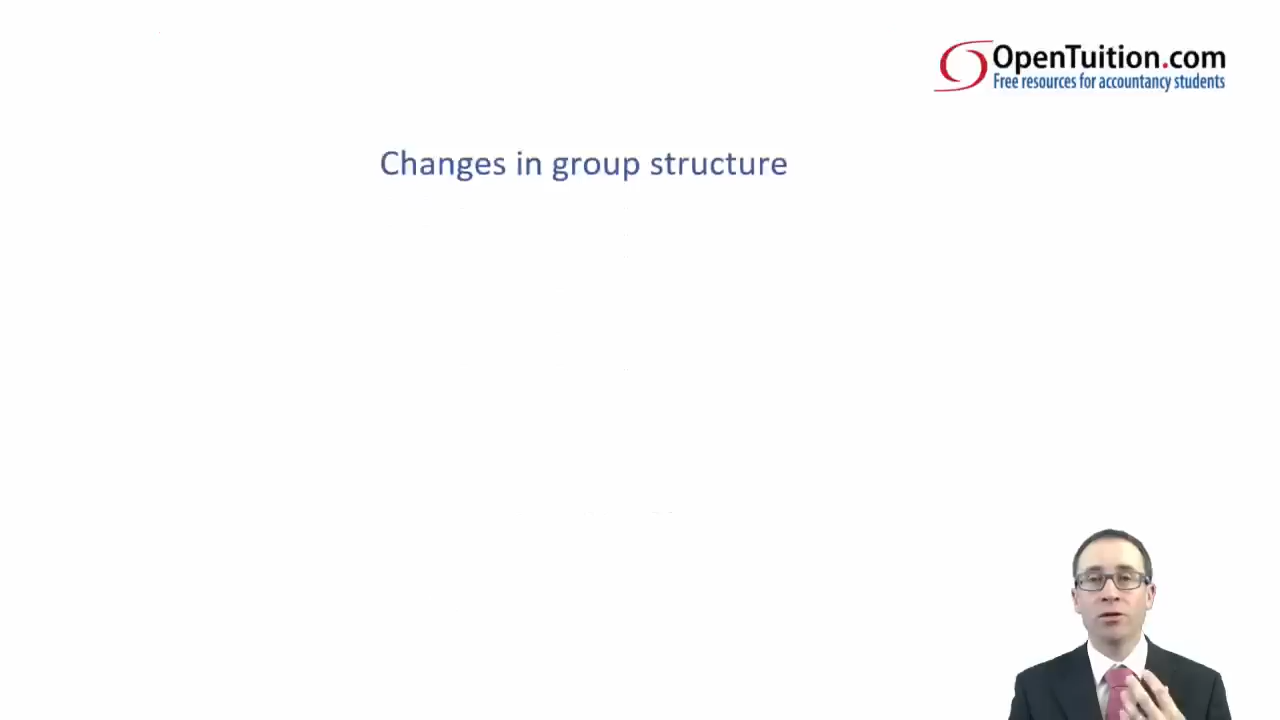 OpenTuition.com
Free resources for accountancy students
Changes in group structure